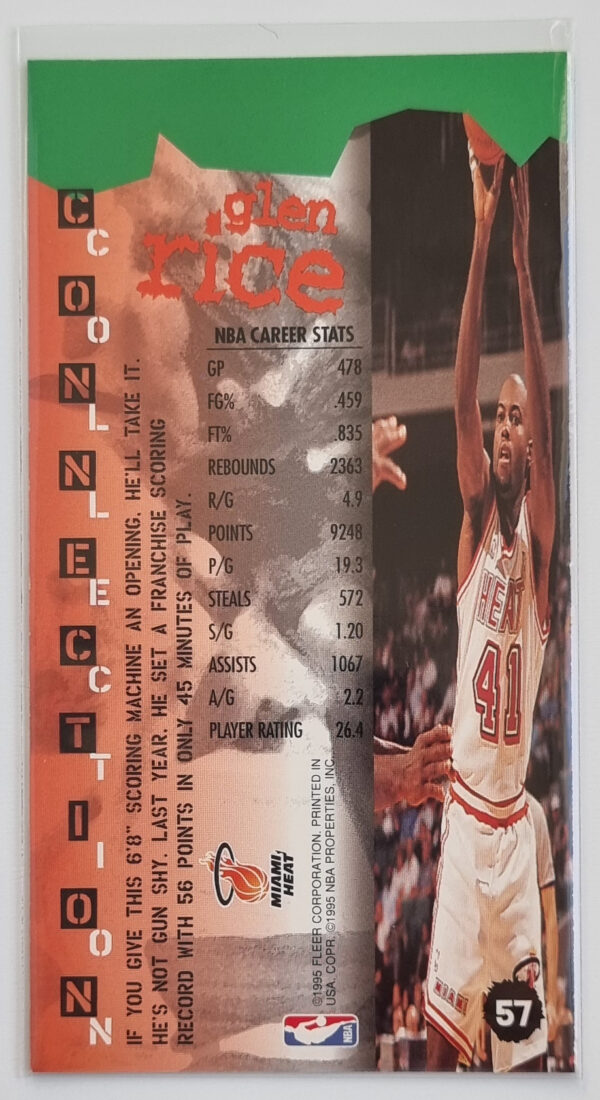 glen
rice
NBA CAREER STATS
GP 478
FG% .459
FT% .835
REBOUNDS 2363
R/G 4.9
POINTS 9248
P/G 19.3
STEALS 572
S/G 1.20
ASSISTS 1067
A/G 2.2
PLAYER RATING 26.4
CONNECTION
COLLECTION
IF YOU GIVE THIS 6'8" SCORING MACHINE AN OPENING, HE'LL TAKE IT.
HE'S NOT GUN SHY. LAST YEAR, HE SET A FRANCHISE SCORING
RECORD WITH 56 POINTS IN ONLY 45 MINUTES OF PLAY.
MIAMI
HEAT
©1995 FLEER CORPORATION. PRINTED IN
USA. COPR. ©1995 NBA PROPERTIES, INC.
NBA
HEAT
41
MIAMI
57